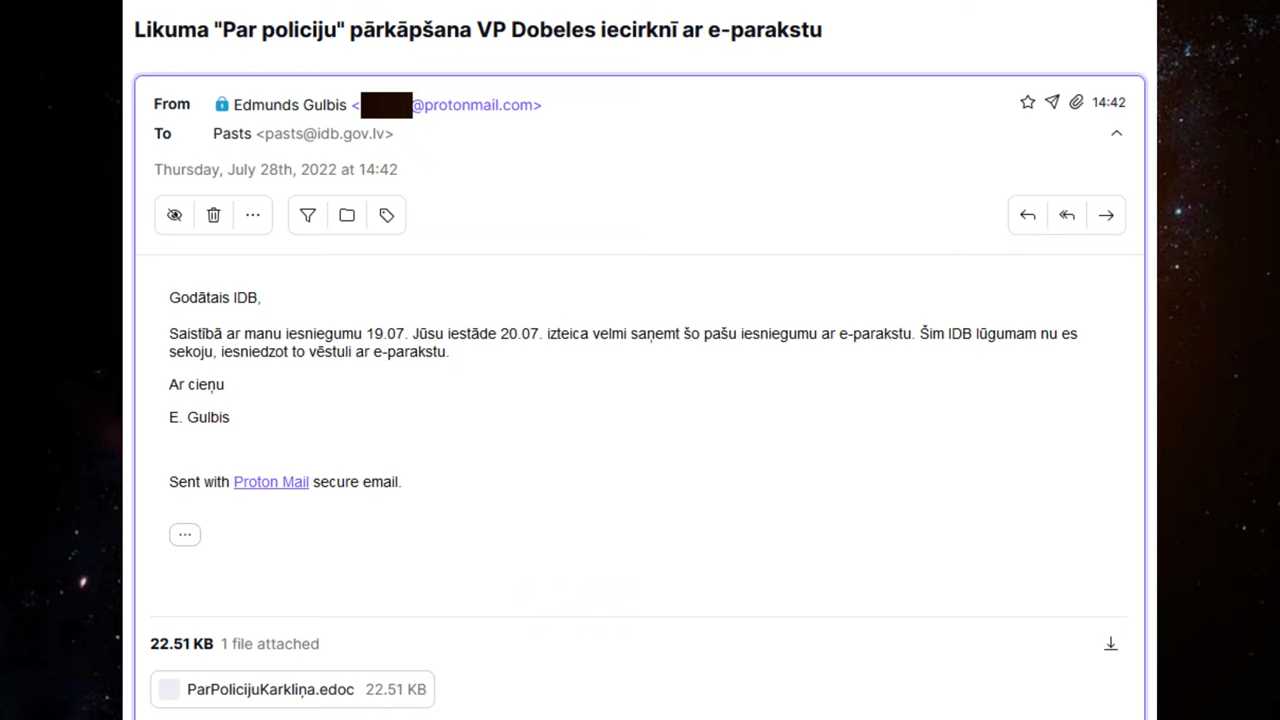 Likuma "Par policiju" pārkāpšana VP Dobeles iecirknī ar e-parakstu
From Edmunds Gulbis < @protonmail.com> 14:42
To Pasts <pasts@idb.gov.lv>
Thursday, July 28th, 2022 at 14:42
Godātais IDB,
Saistībā ar manu iesniegumu 19.07. Jūsu iestāde 20.07. izteica velmi saņemt šo pašu iesniegumu ar e-parakstu. Šim IDB lūgumam nu es
sekoju, iesniedzot to vēstuli ar e-parakstu.
Ar cieņu
E. Gulbis
Sent with Proton Mail secure email.
22.51 KB 1 file attached
ParPolicijuKarkliņa.edoc 22.51 KB